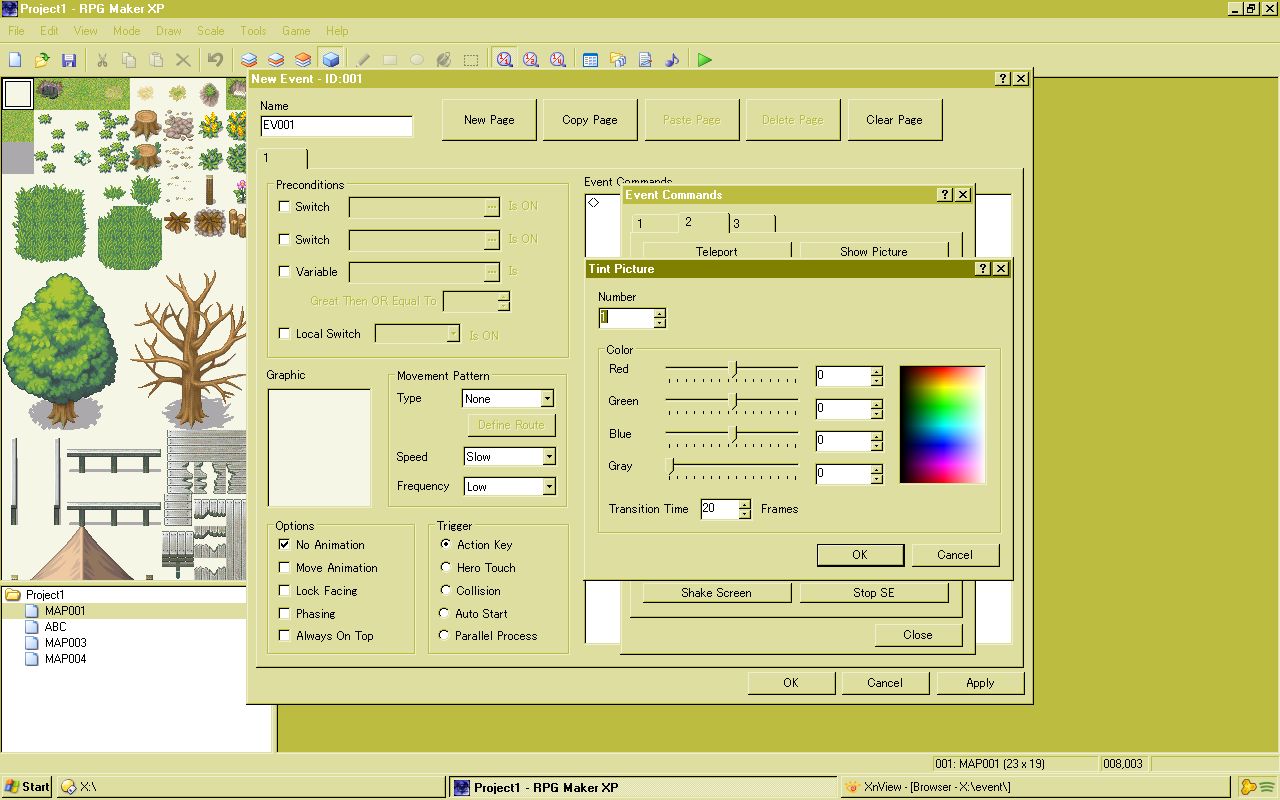 Project1 - RPG Maker XP
File Edit View Mode Draw Scale Tools Game Help
New Event - ID:001
Name
EV001
New Page
Copy Page
Paste Page
Delete Page
Clear Page
1
Preconditions
Switch
Is ON
Switch
Is ON
Variable
Is
Great Then OR Equal To
Local Switch
Is ON
Graphic
Movement Pattern
Type
None
Define Route
Speed
Slow
Frequency
Low
Options
No Animation
Move Animation
Lock Facing
Phasing
Always On Top
Trigger
Action Key
Hero Touch
Collision
Auto Start
Parallel Process
Event Commands
Event Commands
1 2 3
Teleport
Show Picture
Tint Picture
Number
1
Color
Red
0
Green
0
Blue
0
Gray
0
Transition Time
20
Frames
OK
Cancel
Shake Screen
Stop SE
Close
OK
Cancel
Apply
Project1
MAP001
ABC
MAP003
MAP004
001: MAP001 (23 x 19)
008,003
Start
X:\
Project1 - RPG Maker XP
XnView - [Browser - X:\event\]